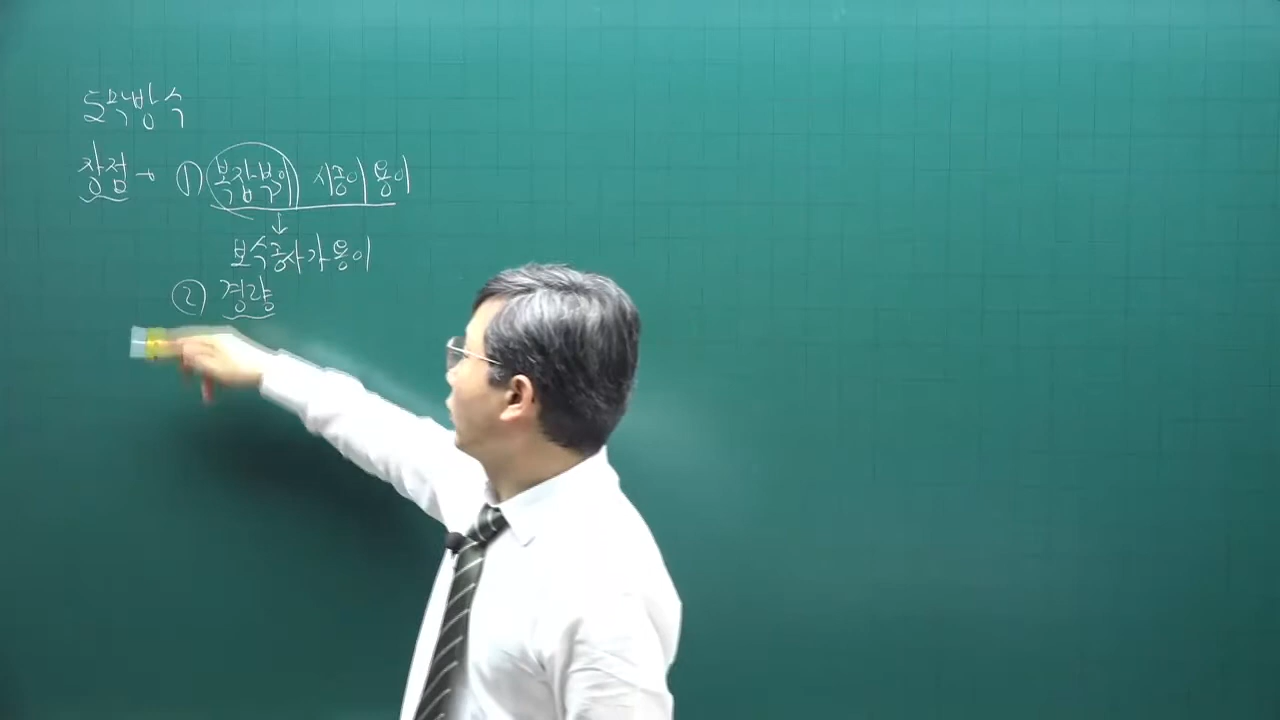 도막방수
장점 → ① 복잡부위 시공이 용이
↓
보수공사가 용이
② 경량